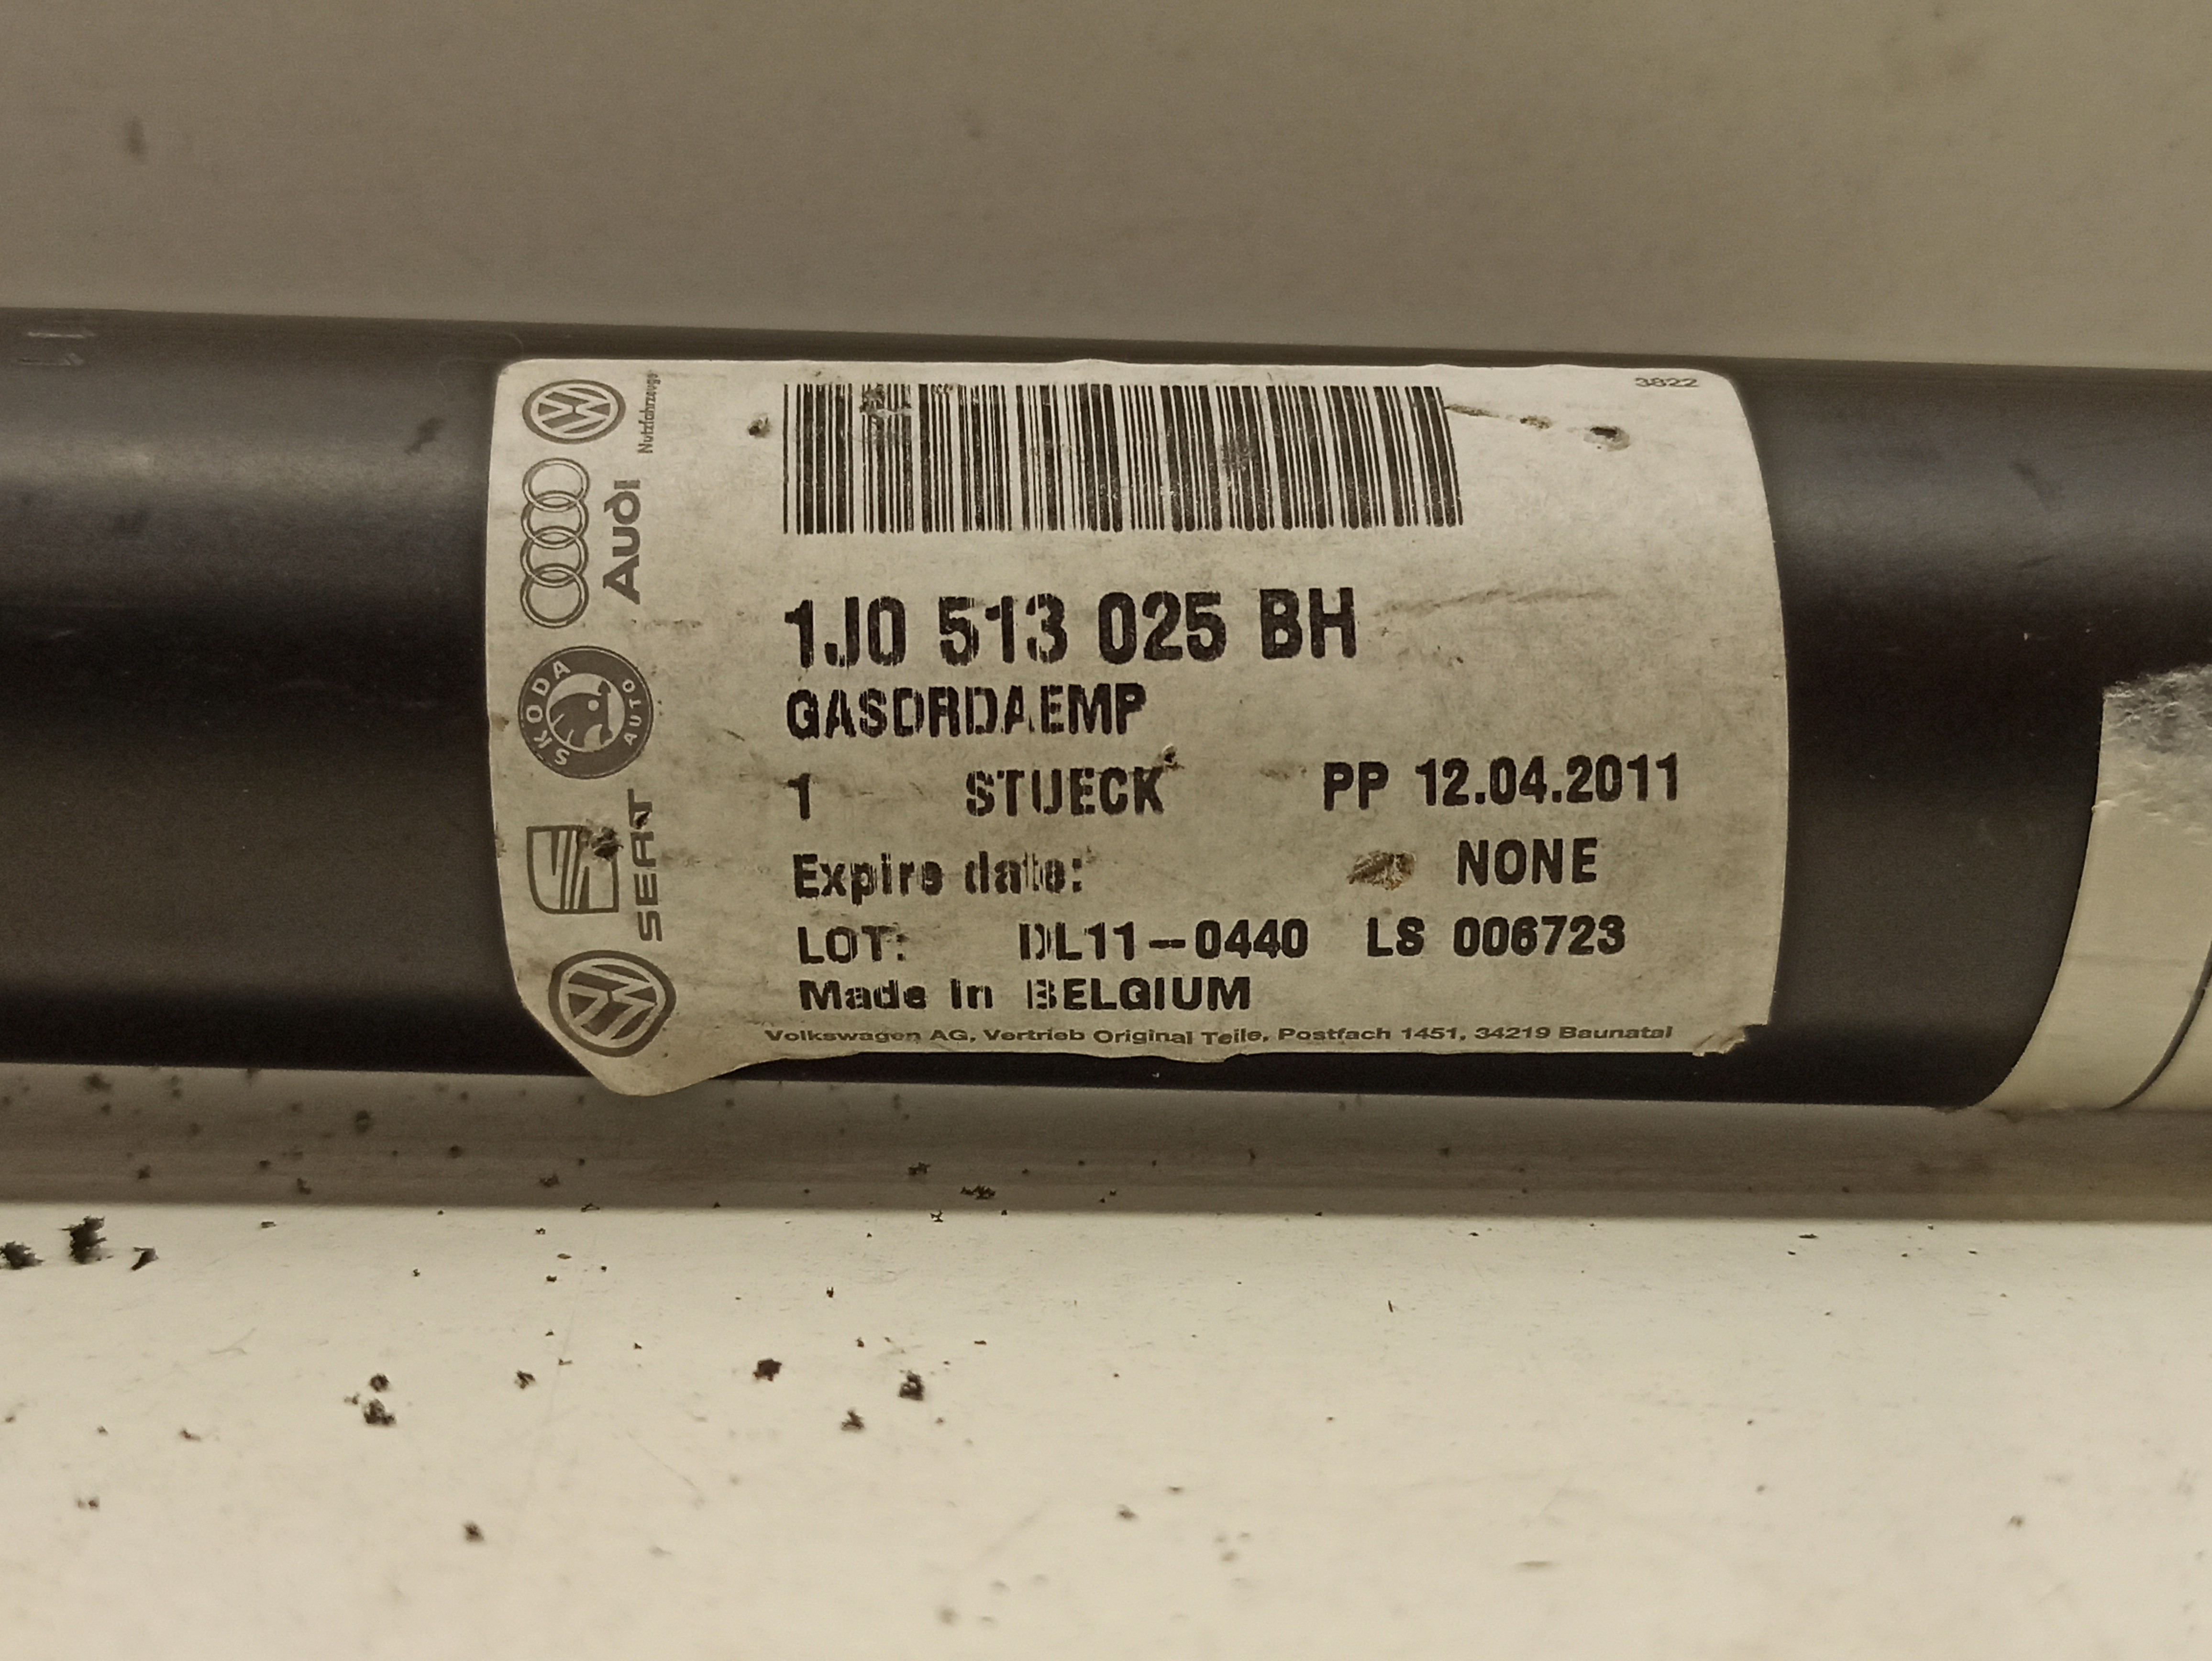 3822
Nutzfahrzeuge
Audi
SKODA
AUTO
SEAT
1J0 513 025 BH
GASDRDAEMP
1 STUECK PP 12.04.2011
Expire date: NONE
LOT: DL11-0440 LS 006723
Made in BELGIUM
Volkswagen AG, Vertrieb Original Teile, Postfach 1451, 34219 Baunatal